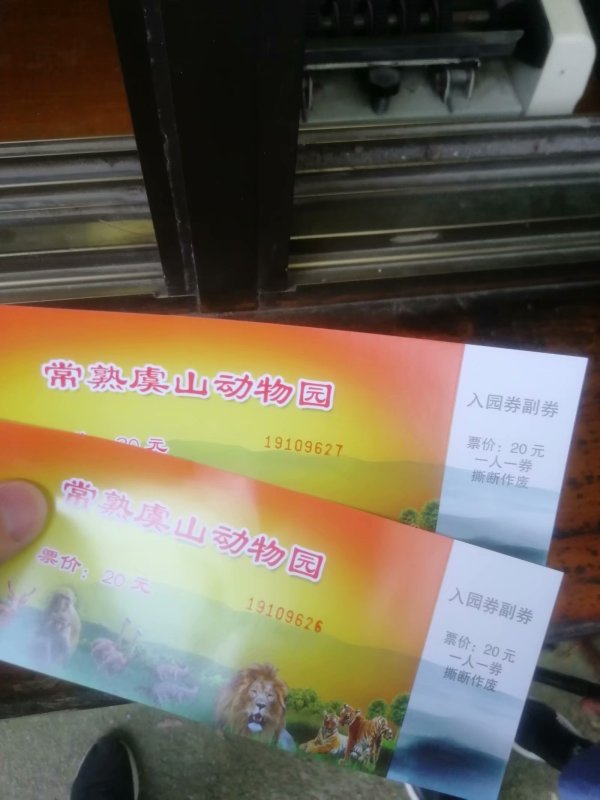 常熟虞山动物园
20元
19109627
入园券副券
票价：20元
一人一券
撕断作废
常熟虞山动物园
票价：20元
19109626
入园券副券
票价：20元
一人一券
撕断作废